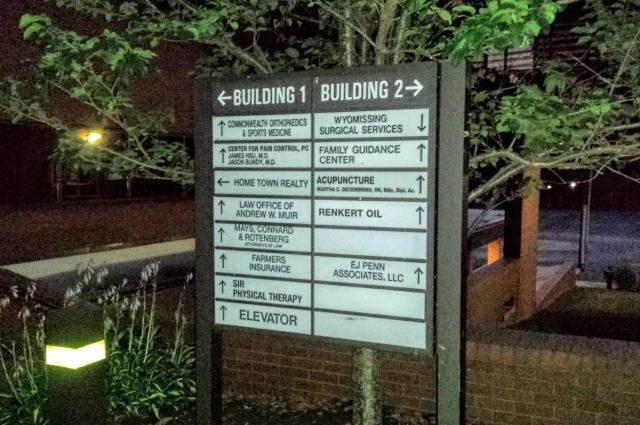 ← BUILDING 1
↑ COMMONWEALTH ORTHOPAEDICS
& SPORTS MEDICINE
↑ CENTER FOR PAIN CONTROL, PC
JAMES HSU, M.D.
JASON BUNDY, M.D.
← HOME TOWN REALTY
↑ LAW OFFICE OF
ANDREW W. MUIR
↑ MAYS, CONNARD
& ROTENBERG
ATTORNEYS AT LAW
↑ FARMERS
INSURANCE
↑ SIR
PHYSICAL THERAPY
↑ ELEVATOR
BUILDING 2 →
WYOMISSING
SURGICAL SERVICES ↓
FAMILY GUIDANCE
CENTER ↑
ACUPUNCTURE ↑
MARTHA C. DECEMBRINO, RN, MAc, Dipl, Ac.
RENKERT OIL ↑
EJ PENN
ASSOCIATES, LLC ↑